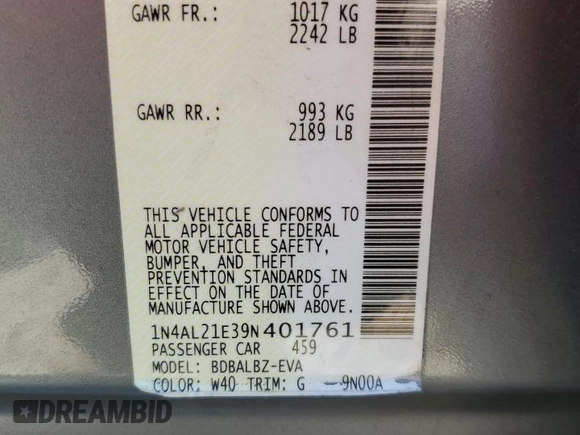 GAWR FR.: 1017 KG
2242 LB
GAWR RR.: 993 KG
2189 LB
THIS VEHICLE CONFORMS TO
ALL APPLICABLE FEDERAL
MOTOR VEHICLE SAFETY,
BUMPER, AND THEFT
PREVENTION STANDARDS IN
EFFECT ON THE DATE OF
MANUFACTURE SHOWN ABOVE.
1N4AL21E39N401761
PASSENGER CAR 459
MODEL: BDBALBZ-EVA
COLOR: W40 TRIM: G -9N00A
DREAMBID